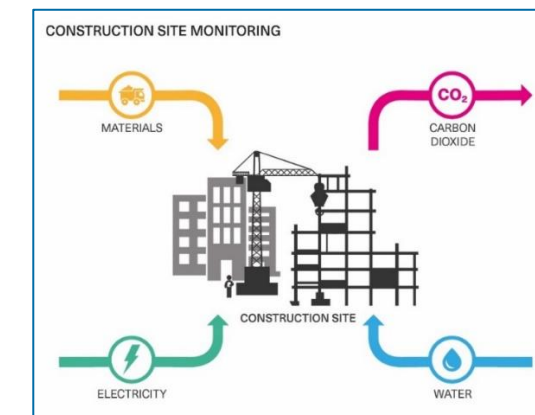 CONSTRUCTION SITE MONITORING
MATERIALS
CO₂
CARBON
DIOXIDE
CONSTRUCTION SITE
ELECTRICITY
WATER